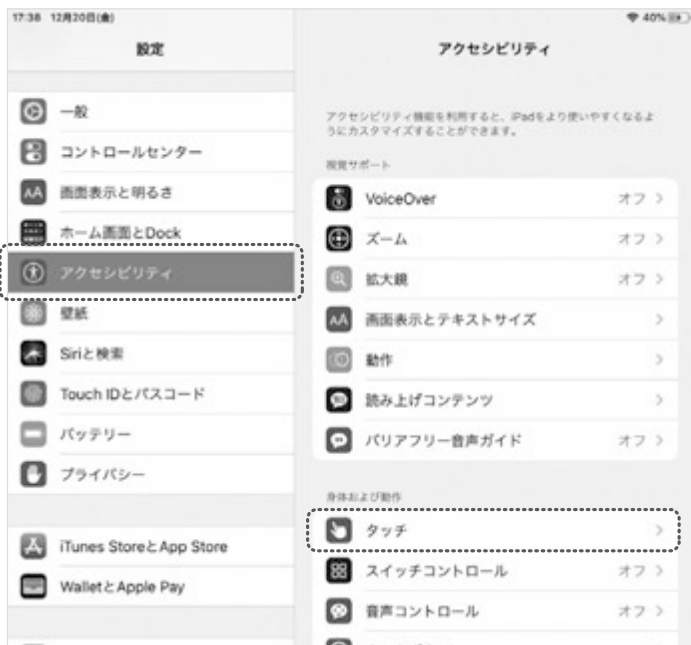 17:36 12月20日(金)
40%
設定
一般
コントロールセンター
画面表示と明るさ
ホーム画面とDock
アクセシビリティ
壁紙
Siriと検索
Touch IDとパスコード
バッテリー
プライバシー
iTunes StoreとApp Store
WalletとApple Pay
アクセシビリティ
アクセシビリティ機能を利用すると、iPadをより使いやすくなるよ
うにカスタマイズすることができます。
視覚サポート
VoiceOver オフ
ズーム オフ
拡大鏡 オフ
画面表示とテキストサイズ
動作
読み上げコンテンツ
バリアフリー音声ガイド オフ
身体および動作
タッチ
スイッチコントロール オフ
音声コントロール オフ